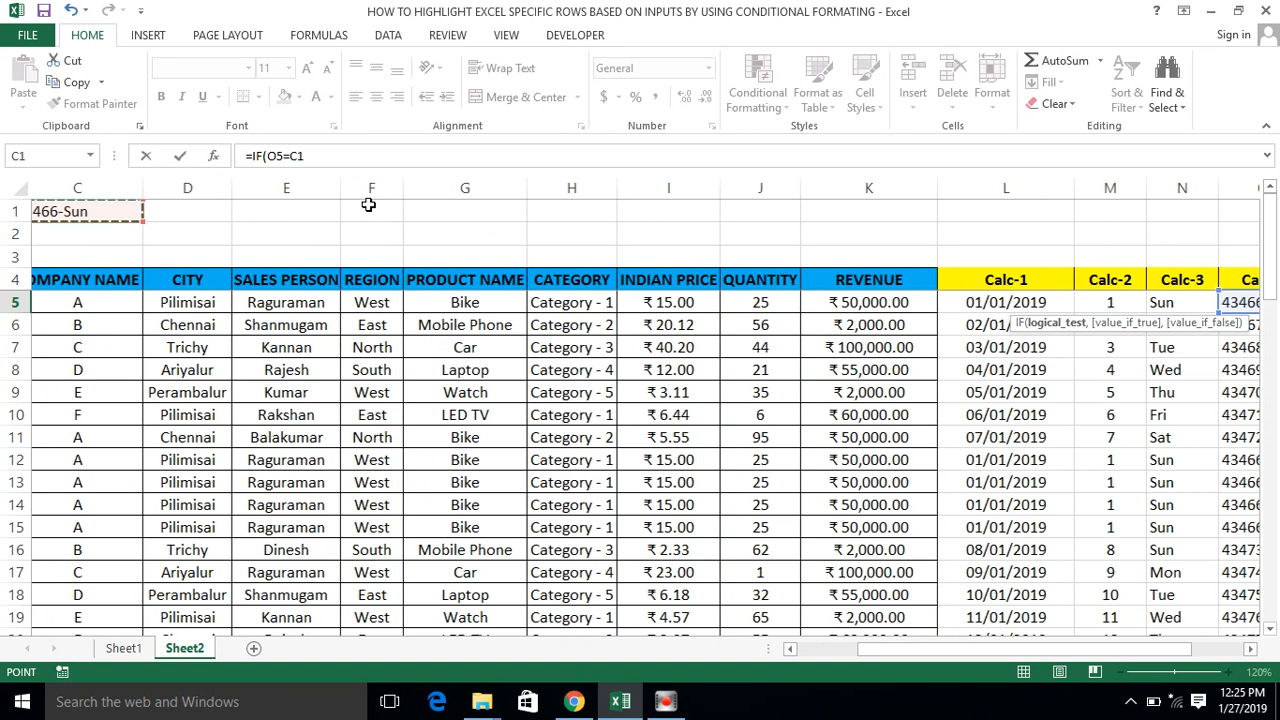 HOW TO HIGHLIGHT EXCEL SPECIFIC ROWS BASED ON INPUTS BY USING CONDITIONAL FORMATING - Excel
FILE HOME INSERT PAGE LAYOUT FORMULAS DATA REVIEW VIEW DEVELOPER Sign in
Cut
Copy
Format Painter
Paste
Clipboard
11
B I U
Font
Wrap Text
Merge & Center
Alignment
General
$ % ,
Number
Conditional Formatting
Format as Table
Cell Styles
Styles
Insert Delete Format
Cells
AutoSum
Fill
Clear
Sort & Filter
Find & Select
Editing
C1 =IF(O5=C1
C D E F G H I J K L M N
1 466-Sun
2
3
4 OMPANY NAME CITY SALES PERSON REGION PRODUCT NAME CATEGORY INDIAN PRICE QUANTITY REVENUE Calc-1 Calc-2 Calc-3 Ca
5 A Pilimisai Raguraman West Bike Category - 1 ₹ 15.00 25 ₹ 50,000.00 01/01/2019 1 Sun 43466
IF(logical_test, [value_if_true], [value_if_false])
6 B Chennai Shanmugam East Mobile Phone Category - 1 ₹ 20.12 56 ₹ 2,000.00 02/0
7 C Trichy Kannan North Car Category - 3 ₹ 40.20 44 ₹ 100,000.00 03/01/2019 3 Tue 43468
8 D Ariyalur Rajesh South Laptop Category - 4 ₹ 12.00 21 ₹ 55,000.00 04/01/2019 4 Wed 43469
9 E Perambalur Kumar West Watch Category - 5 ₹ 3.11 35 ₹ 2,000.00 05/01/2019 5 Thu 43470
10 F Pilimisai Rakshan East LED TV Category - 1 ₹ 6.44 6 ₹ 60,000.00 06/01/2019 6 Fri 43471
11 A Chennai Balakumar North Bike Category - 2 ₹ 5.55 95 ₹ 50,000.00 07/01/2019 7 Sat 43472
12 A Pilimisai Raguraman West Bike Category - 1 ₹ 15.00 25 ₹ 50,000.00 01/01/2019 1 Sun 43466
13 A Pilimisai Raguraman West Bike Category - 1 ₹ 15.00 25 ₹ 50,000.00 01/01/2019 1 Sun 43466
14 A Pilimisai Raguraman West Bike Category - 1 ₹ 15.00 25 ₹ 50,000.00 01/01/2019 1 Sun 43466
15 A Pilimisai Raguraman West Bike Category - 1 ₹ 15.00 25 ₹ 50,000.00 01/01/2019 1 Sun 43466
16 B Trichy Dinesh South Mobile Phone Category - 3 ₹ 2.33 62 ₹ 2,000.00 08/01/2019 8 Sun 43473
17 C Ariyalur Raguraman West Car Category - 4 ₹ 23.00 1 ₹ 100,000.00 09/01/2019 9 Mon 43474
18 D Perambalur Shanmugam East Laptop Category - 5 ₹ 6.18 32 ₹ 55,000.00 10/01/2019 10 Tue 43475
19 E Pilimisai Kannan West Watch Category - 1 ₹ 4.57 65 ₹ 2,000.00 11/01/2019 11 Wed 43476
Sheet1 Sheet2
POINT 120%
Search the web and Windows
12:25 PM
1/27/2019